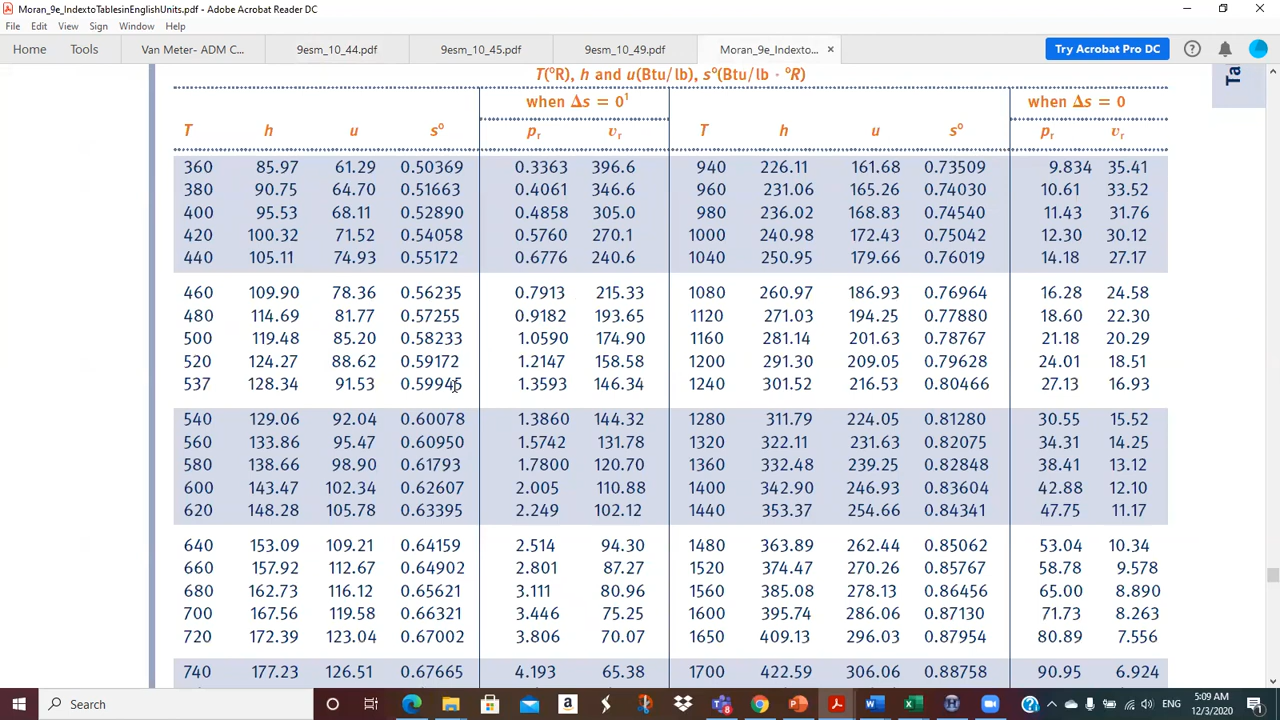 Moran_9e_IndextoTablesinEnglishUnits.pdf - Adobe Acrobat Reader DC
File Edit View Sign Window Help
Home Tools Van Meter- ADM C... 9esm_10_44.pdf 9esm_10_45.pdf 9esm_10_49.pdf Moran_9e_Indexto... × Try Acrobat Pro DC
T(°R), h and u(Btu/lb), s°(Btu/lb · °R)
when Δs = 0¹ when Δs = 0
T h u s° pr υr T h u s° pr υr
360 85.97 61.29 0.50369 0.3363 396.6 940 226.11 161.68 0.73509 9.834 35.41
380 90.75 64.70 0.51663 0.4061 346.6 960 231.06 165.26 0.74030 10.61 33.52
400 95.53 68.11 0.52890 0.4858 305.0 980 236.02 168.83 0.74540 11.43 31.76
420 100.32 71.52 0.54058 0.5760 270.1 1000 240.98 172.43 0.75042 12.30 30.12
440 105.11 74.93 0.55172 0.6776 240.6 1040 250.95 179.66 0.76019 14.18 27.17
460 109.90 78.36 0.56235 0.7913 215.33 1080 260.97 186.93 0.76964 16.28 24.58
480 114.69 81.77 0.57255 0.9182 193.65 1120 271.03 194.25 0.77880 18.60 22.30
500 119.48 85.20 0.58233 1.0590 174.90 1160 281.14 201.63 0.78767 21.18 20.29
520 124.27 88.62 0.59172 1.2147 158.58 1200 291.30 209.05 0.79628 24.01 18.51
537 128.34 91.53 0.59945 1.3593 146.34 1240 301.52 216.53 0.80466 27.13 16.93
540 129.06 92.04 0.60078 1.3860 144.32 1280 311.79 224.05 0.81280 30.55 15.52
560 133.86 95.47 0.60950 1.5742 131.78 1320 322.11 231.63 0.82075 34.31 14.25
580 138.66 98.90 0.61793 1.7800 120.70 1360 332.48 239.25 0.82848 38.41 13.12
600 143.47 102.34 0.62607 2.005 110.88 1400 342.90 246.93 0.83604 42.88 12.10
620 148.28 105.78 0.63395 2.249 102.12 1440 353.37 254.66 0.84341 47.75 11.17
640 153.09 109.21 0.64159 2.514 94.30 1480 363.89 262.44 0.85062 53.04 10.34
660 157.92 112.67 0.64902 2.801 87.27 1520 374.47 270.26 0.85767 58.78 9.578
680 162.73 116.12 0.65621 3.111 80.96 1560 385.08 278.13 0.86456 65.00 8.890
700 167.56 119.58 0.66321 3.446 75.25 1600 395.74 286.06 0.87130 71.73 8.263
720 172.39 123.04 0.67002 3.806 70.07 1650 409.13 296.03 0.87954 80.89 7.556
740 177.23 126.51 0.67665 4.193 65.38 1700 422.59 306.06 0.88758 90.95 6.924
Search
5:09 AM
12/3/2020